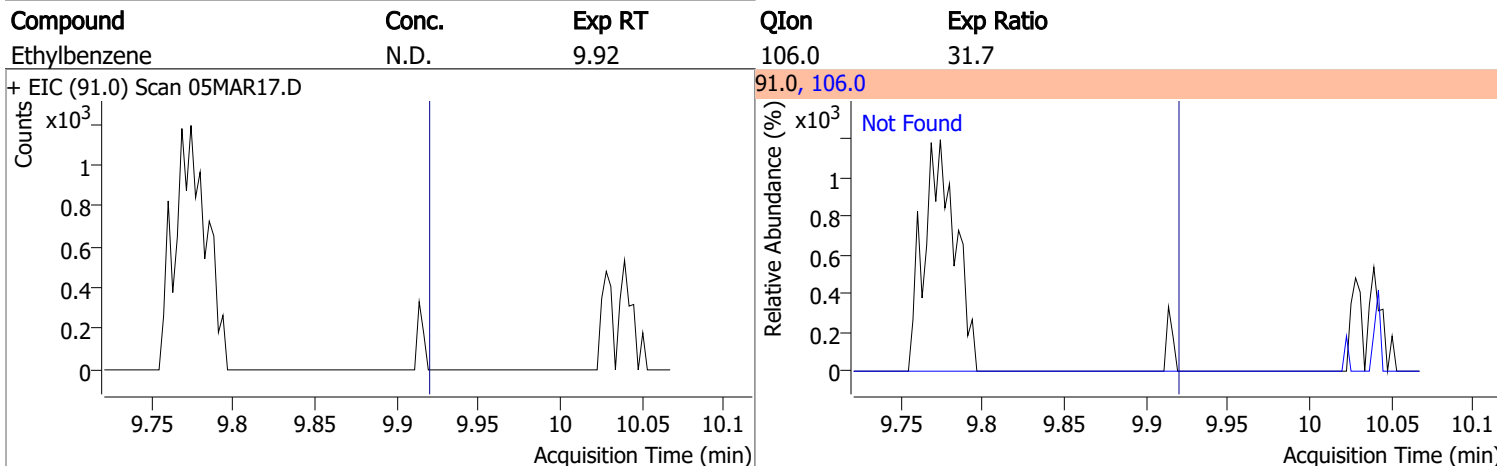 Compound Conc. Exp RT QIon Exp Ratio
Ethylbenzene N.D. 9.92 106.0 31.7
+ EIC (91.0) Scan 05MAR17.D
Counts
x10³
1
0.8
0.6
0.4
0.2
0
9.75 9.8 9.85 9.9 9.95 10 10.05 10.1
Acquisition Time (min)
91.0, 106.0
Relative Abundance (%)
x10³
Not Found
1
0.8
0.6
0.4
0.2
0
9.75 9.8 9.85 9.9 9.95 10 10.05 10.1
Acquisition Time (min)